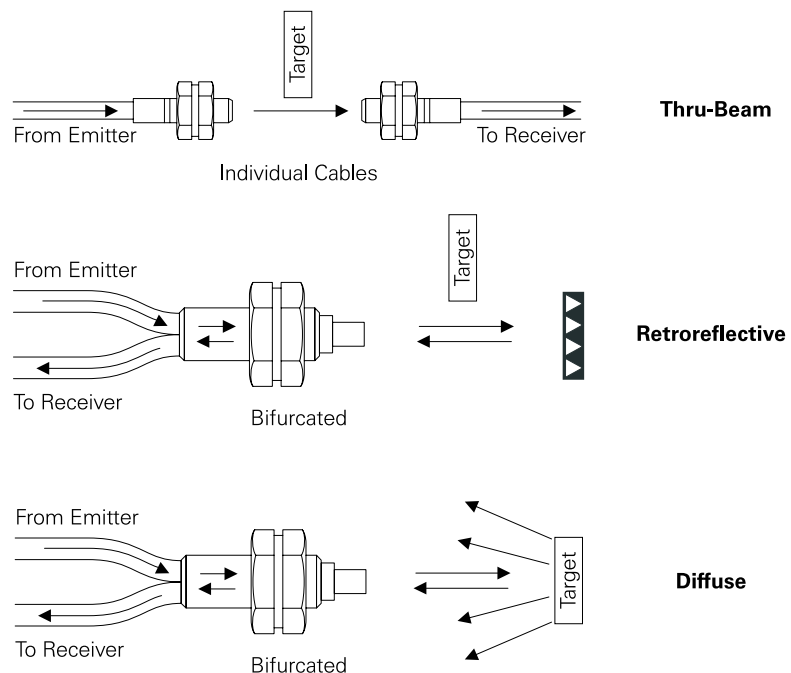 Target
From Emitter
To Receiver
Thru-Beam
Individual Cables
Target
From Emitter
Retroreflective
To Receiver
Bifurcated
From Emitter
Target
Diffuse
To Receiver
Bifurcated